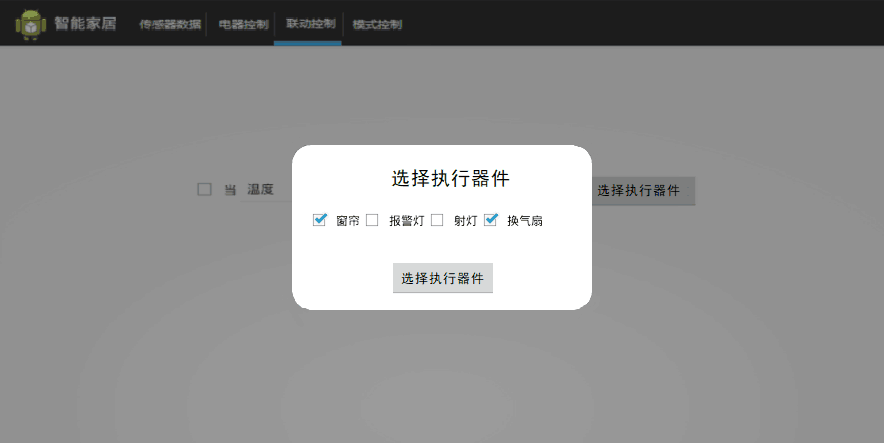 智能家居 传感器数据 电器控制 联动控制 模式控制
选择执行器件
当 温度 选择执行器件
窗帘 报警灯 射灯 换气扇
选择执行器件